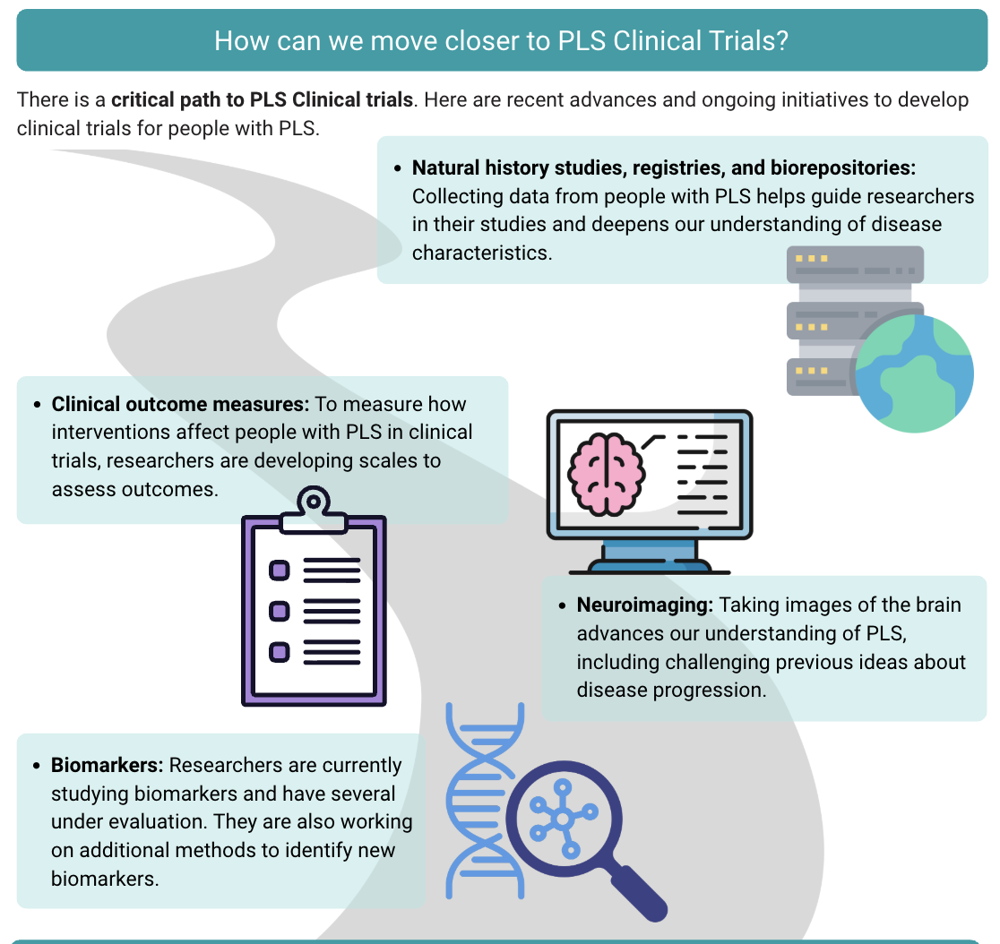 How can we move closer to PLS Clinical Trials?
There is a critical path to PLS Clinical trials. Here are recent advances and ongoing initiatives to develop
clinical trials for people with PLS.
• Natural history studies, registries, and biorepositories:
Collecting data from people with PLS helps guide researchers
in their studies and deepens our understanding of disease
characteristics.
• Clinical outcome measures: To measure how
interventions affect people with PLS in clinical
trials, researchers are developing scales to
assess outcomes.
• Neuroimaging: Taking images of the brain
advances our understanding of PLS,
including challenging previous ideas about
disease progression.
• Biomarkers: Researchers are currently
studying biomarkers and have several
under evaluation. They are also working
on additional methods to identify new
biomarkers.